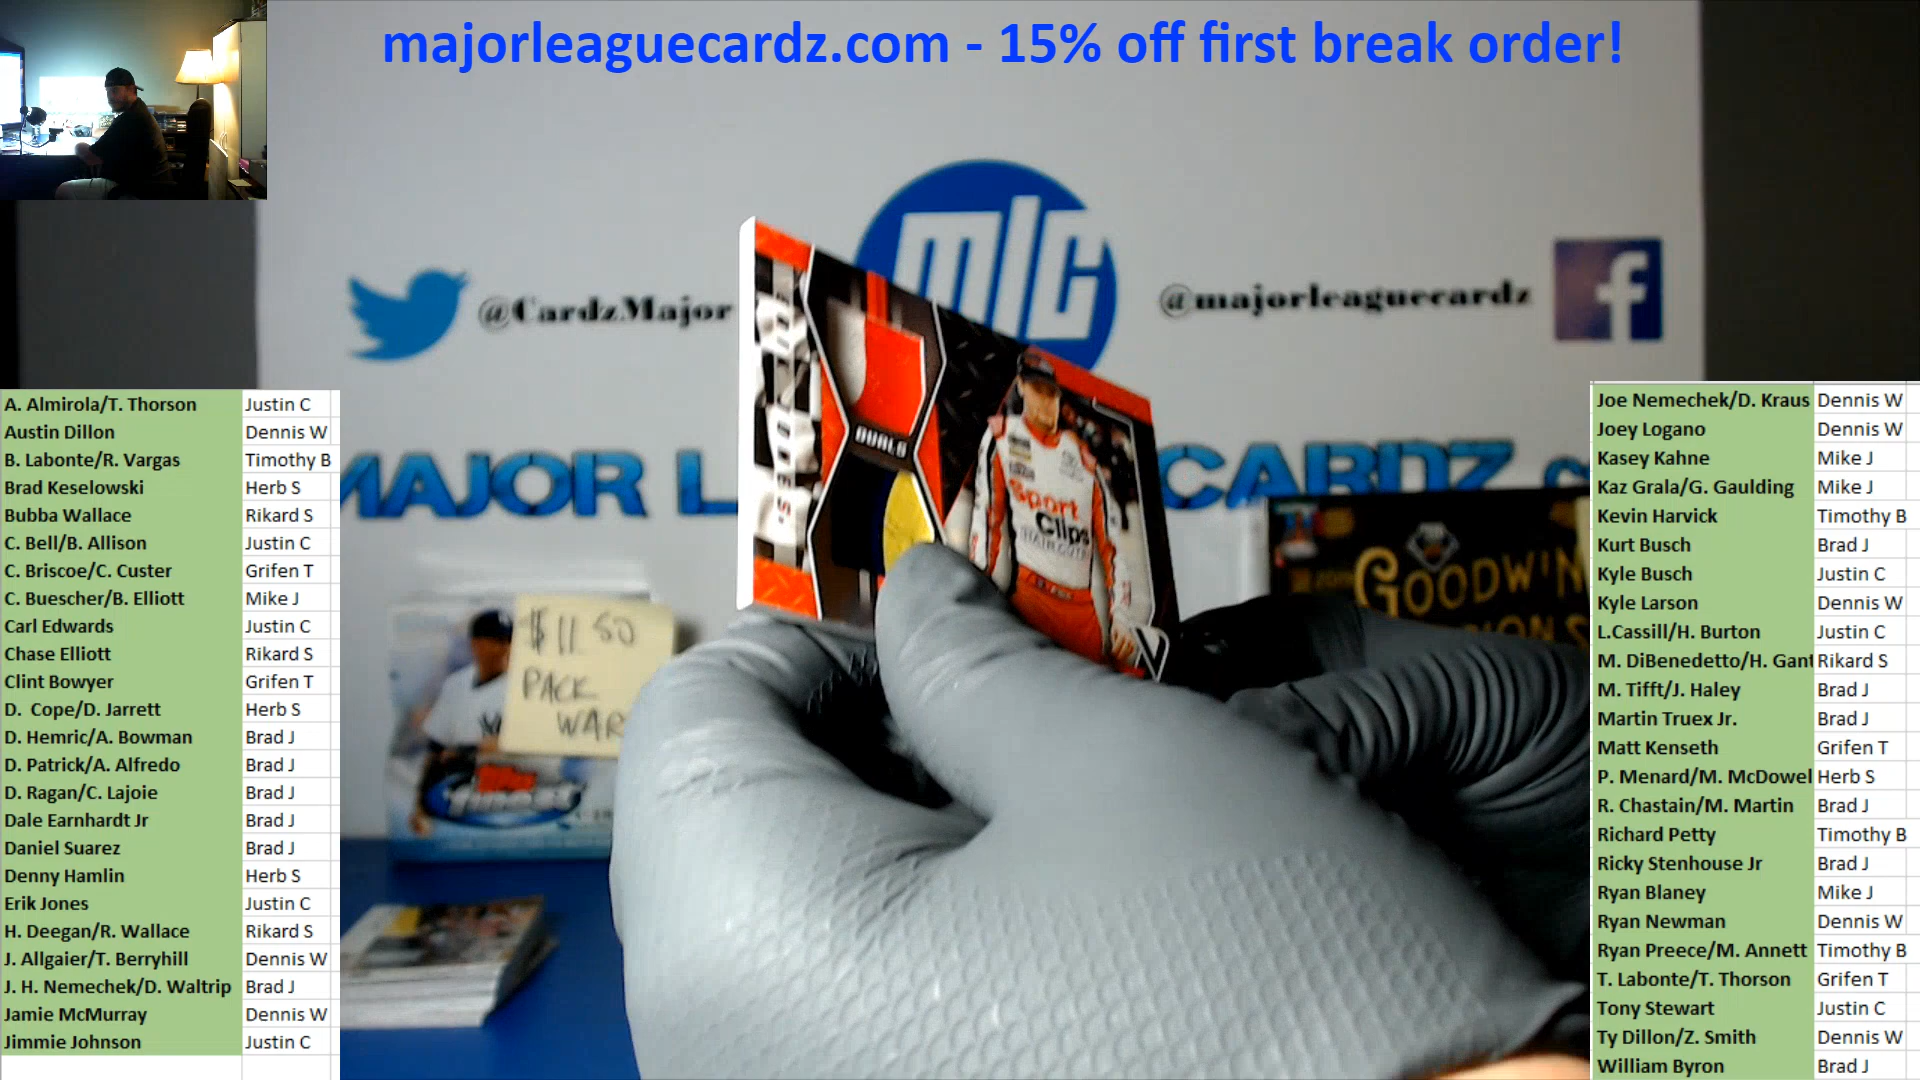 majorleaguecardz.com - 15% off first break order!
mlc
@CardzMajor
@majorleaguecardz
f
MAJOR L
CARDZ
DUALS
Sport
Clips
HAIRCUTS
GOODWIN
$11.50
PACK
WAR
finest
A. Almirola/T. Thorson Justin C
Austin Dillon Dennis W
B. Labonte/R. Vargas Timothy B
Brad Keselowski Herb S
Bubba Wallace Rikard S
C. Bell/B. Allison Justin C
C. Briscoe/C. Custer Grifen T
C. Buescher/B. Elliott Mike J
Carl Edwards Justin C
Chase Elliott Rikard S
Clint Bowyer Grifen T
D. Cope/D. Jarrett Herb S
D. Hemric/A. Bowman Brad J
D. Patrick/A. Alfredo Brad J
D. Ragan/C. Lajoie Brad J
Dale Earnhardt Jr Brad J
Daniel Suarez Brad J
Denny Hamlin Herb S
Erik Jones Justin C
H. Deegan/R. Wallace Rikard S
J. Allgaier/T. Berryhill Dennis W
J. H. Nemechek/D. Waltrip Brad J
Jamie McMurray Dennis W
Jimmie Johnson Justin C
Joe Nemechek/D. Kraus Dennis W
Joey Logano Dennis W
Kasey Kahne Mike J
Kaz Grala/G. Gaulding Mike J
Kevin Harvick Timothy B
Kurt Busch Brad J
Kyle Busch Justin C
Kyle Larson Dennis W
L.Cassill/H. Burton Justin C
M. DiBenedetto/H. Gant Rikard S
M. Tifft/J. Haley Brad J
Martin Truex Jr. Brad J
Matt Kenseth Grifen T
P. Menard/M. McDowel Herb S
R. Chastain/M. Martin Brad J
Richard Petty Timothy B
Ricky Stenhouse Jr Brad J
Ryan Blaney Mike J
Ryan Newman Dennis W
Ryan Preece/M. Annett Timothy B
T. Labonte/T. Thorson Grifen T
Tony Stewart Justin C
Ty Dillon/Z. Smith Dennis W
William Byron Brad J